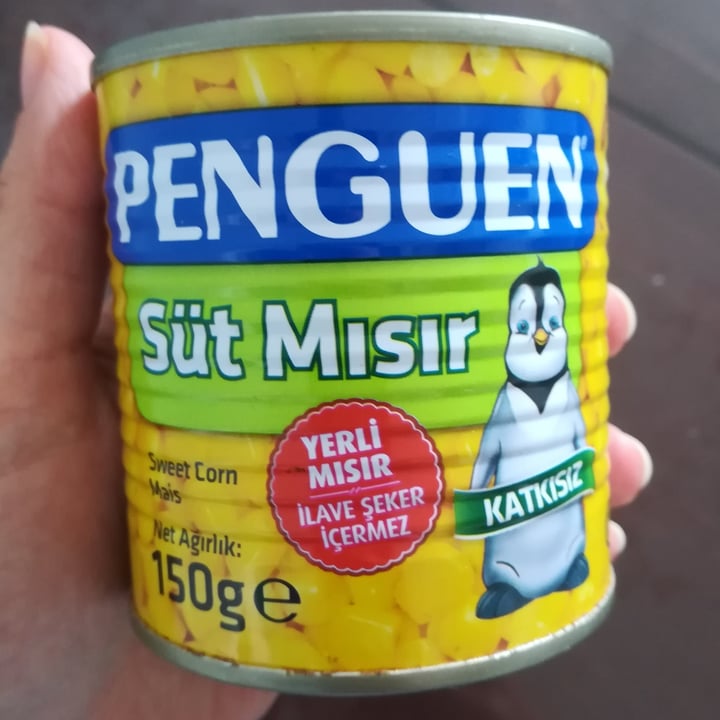 PENGUEN
Süt Mısır
YERLİ
MISIR
İLAVE ŞEKER
İÇERMEZ
KATKISIZ
Sweet Corn
Mais
Net Ağırlık:
150g e